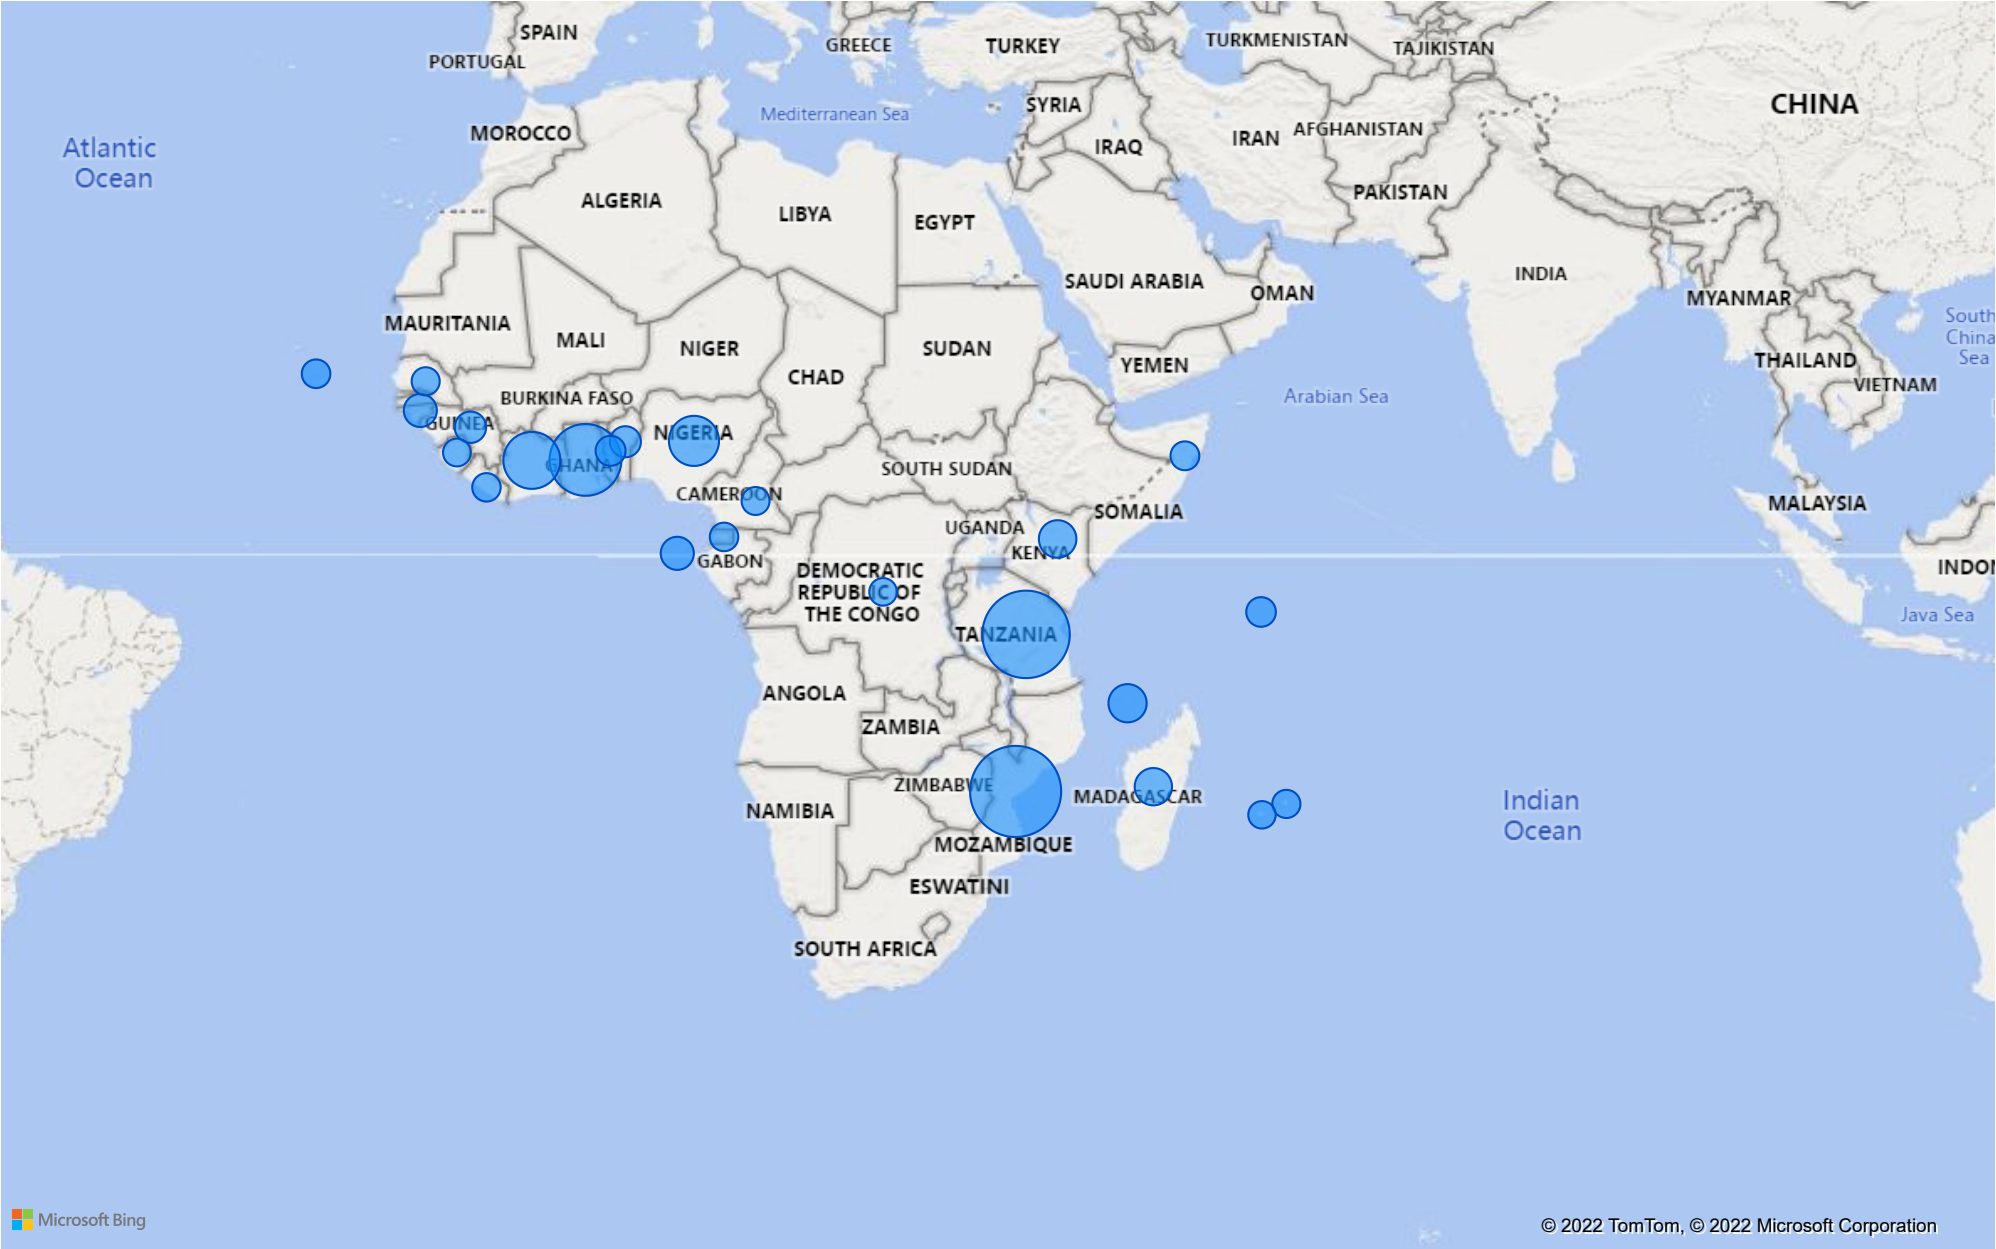 SPAIN
PORTUGAL
GREECE
TURKEY
TURKMENISTAN
TAJIKISTAN
SYRIA
CHINA
Mediterranean Sea
MOROCCO
IRAQ
IRAN
AFGHANISTAN
Atlantic
Ocean
PAKISTAN
ALGERIA
LIBYA
EGYPT
SAUDI ARABIA
OMAN
INDIA
MYANMAR
South
China
Sea
MAURITANIA
MALI
NIGER
CHAD
SUDAN
YEMEN
THAILAND
VIETNAM
Arabian Sea
BURKINA FASO
GUINEA
NIGERIA
GHANA
SOUTH SUDAN
CAMEROON
SOMALIA
MALAYSIA
UGANDA
KENYA
GABON
INDO
DEMOCRATIC
REPUBLIC OF
THE CONGO
Java Sea
TANZANIA
ANGOLA
ZAMBIA
ZIMBABWE
MADAGASCAR
NAMIBIA
Indian
Ocean
MOZAMBIQUE
ESWATINI
SOUTH AFRICA
Microsoft Bing
© 2022 TomTom, © 2022 Microsoft Corporation